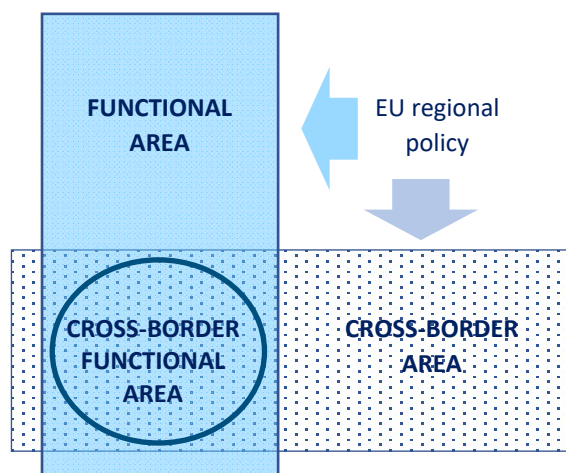 FUNCTIONAL
AREA
EU regional
policy
CROSS-BORDER
FUNCTIONAL
AREA
CROSS-BORDER
AREA